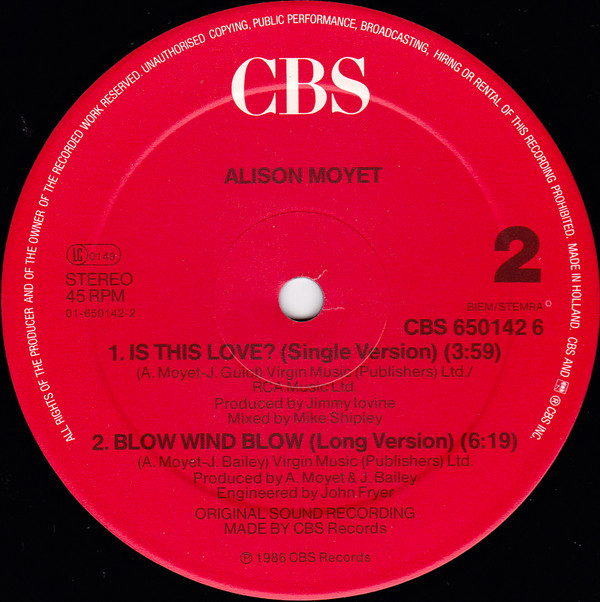 ALL RIGHTS OF THE PRODUCER AND OF THE OWNER OF THE RECORDED WORK RESERVED. UNAUTHORISED COPYING, PUBLIC PERFORMANCE, BROADCASTING, HIRING OR RENTAL OF THIS RECORDING PROHIBITED. MADE IN HOLLAND. CBS AND ® CBS INC.
CBS
ALISON MOYET
2
LC 0149
STEREO
45 RPM
01-650142-2
BIEM/STEMRA
CBS 650142 6
1. IS THIS LOVE? (Single Version) (3:59)
(A. Moyet-J. Guiot) Virgin Music (Publishers) Ltd./
RCA Music Ltd.
Produced by Jimmy Iovine
Mixed by Mike Shipley
2. BLOW WIND BLOW (Long Version) (6:19)
(A. Moyet-J. Bailey) Virgin Music (Publishers) Ltd.
Produced by A. Moyet & J. Bailey
Engineered by John Fryer
ORIGINAL SOUND RECORDING
MADE BY CBS Records
℗ 1986 CBS Records